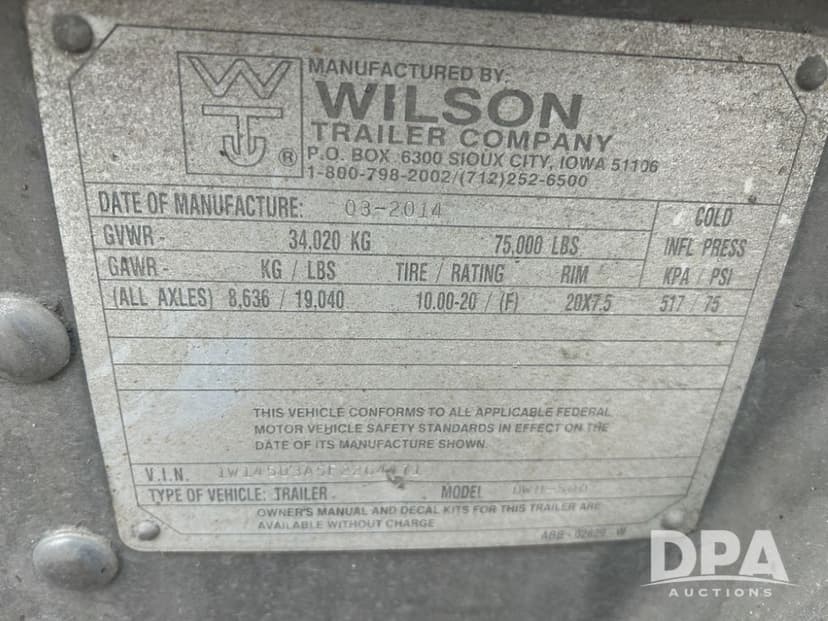 WT ®
MANUFACTURED BY:
WILSON
TRAILER COMPANY
P.O. BOX 6300 SIOUX CITY, IOWA 51106
1-800-798-2002/(712)252-6500
DATE OF MANUFACTURE: 03-2014
COLD
GVWR - 34,020 KG 75,000 LBS INFL PRESS
GAWR - KG / LBS TIRE / RATING RIM KPA / PSI
(ALL AXLES) 8,636 / 19,040 10.00-20 / (F) 20X7.5 517 / 75
THIS VEHICLE CONFORMS TO ALL APPLICABLE FEDERAL
MOTOR VEHICLE SAFETY STANDARDS IN EFFECT ON THE
DATE OF ITS MANUFACTURE SHOWN.
V.I.N.
TYPE OF VEHICLE: TRAILER MODEL
OWNER'S MANUAL AND DECAL KITS FOR THIS TRAILER ARE
AVAILABLE WITHOUT CHARGE
DPA
AUCTIONS